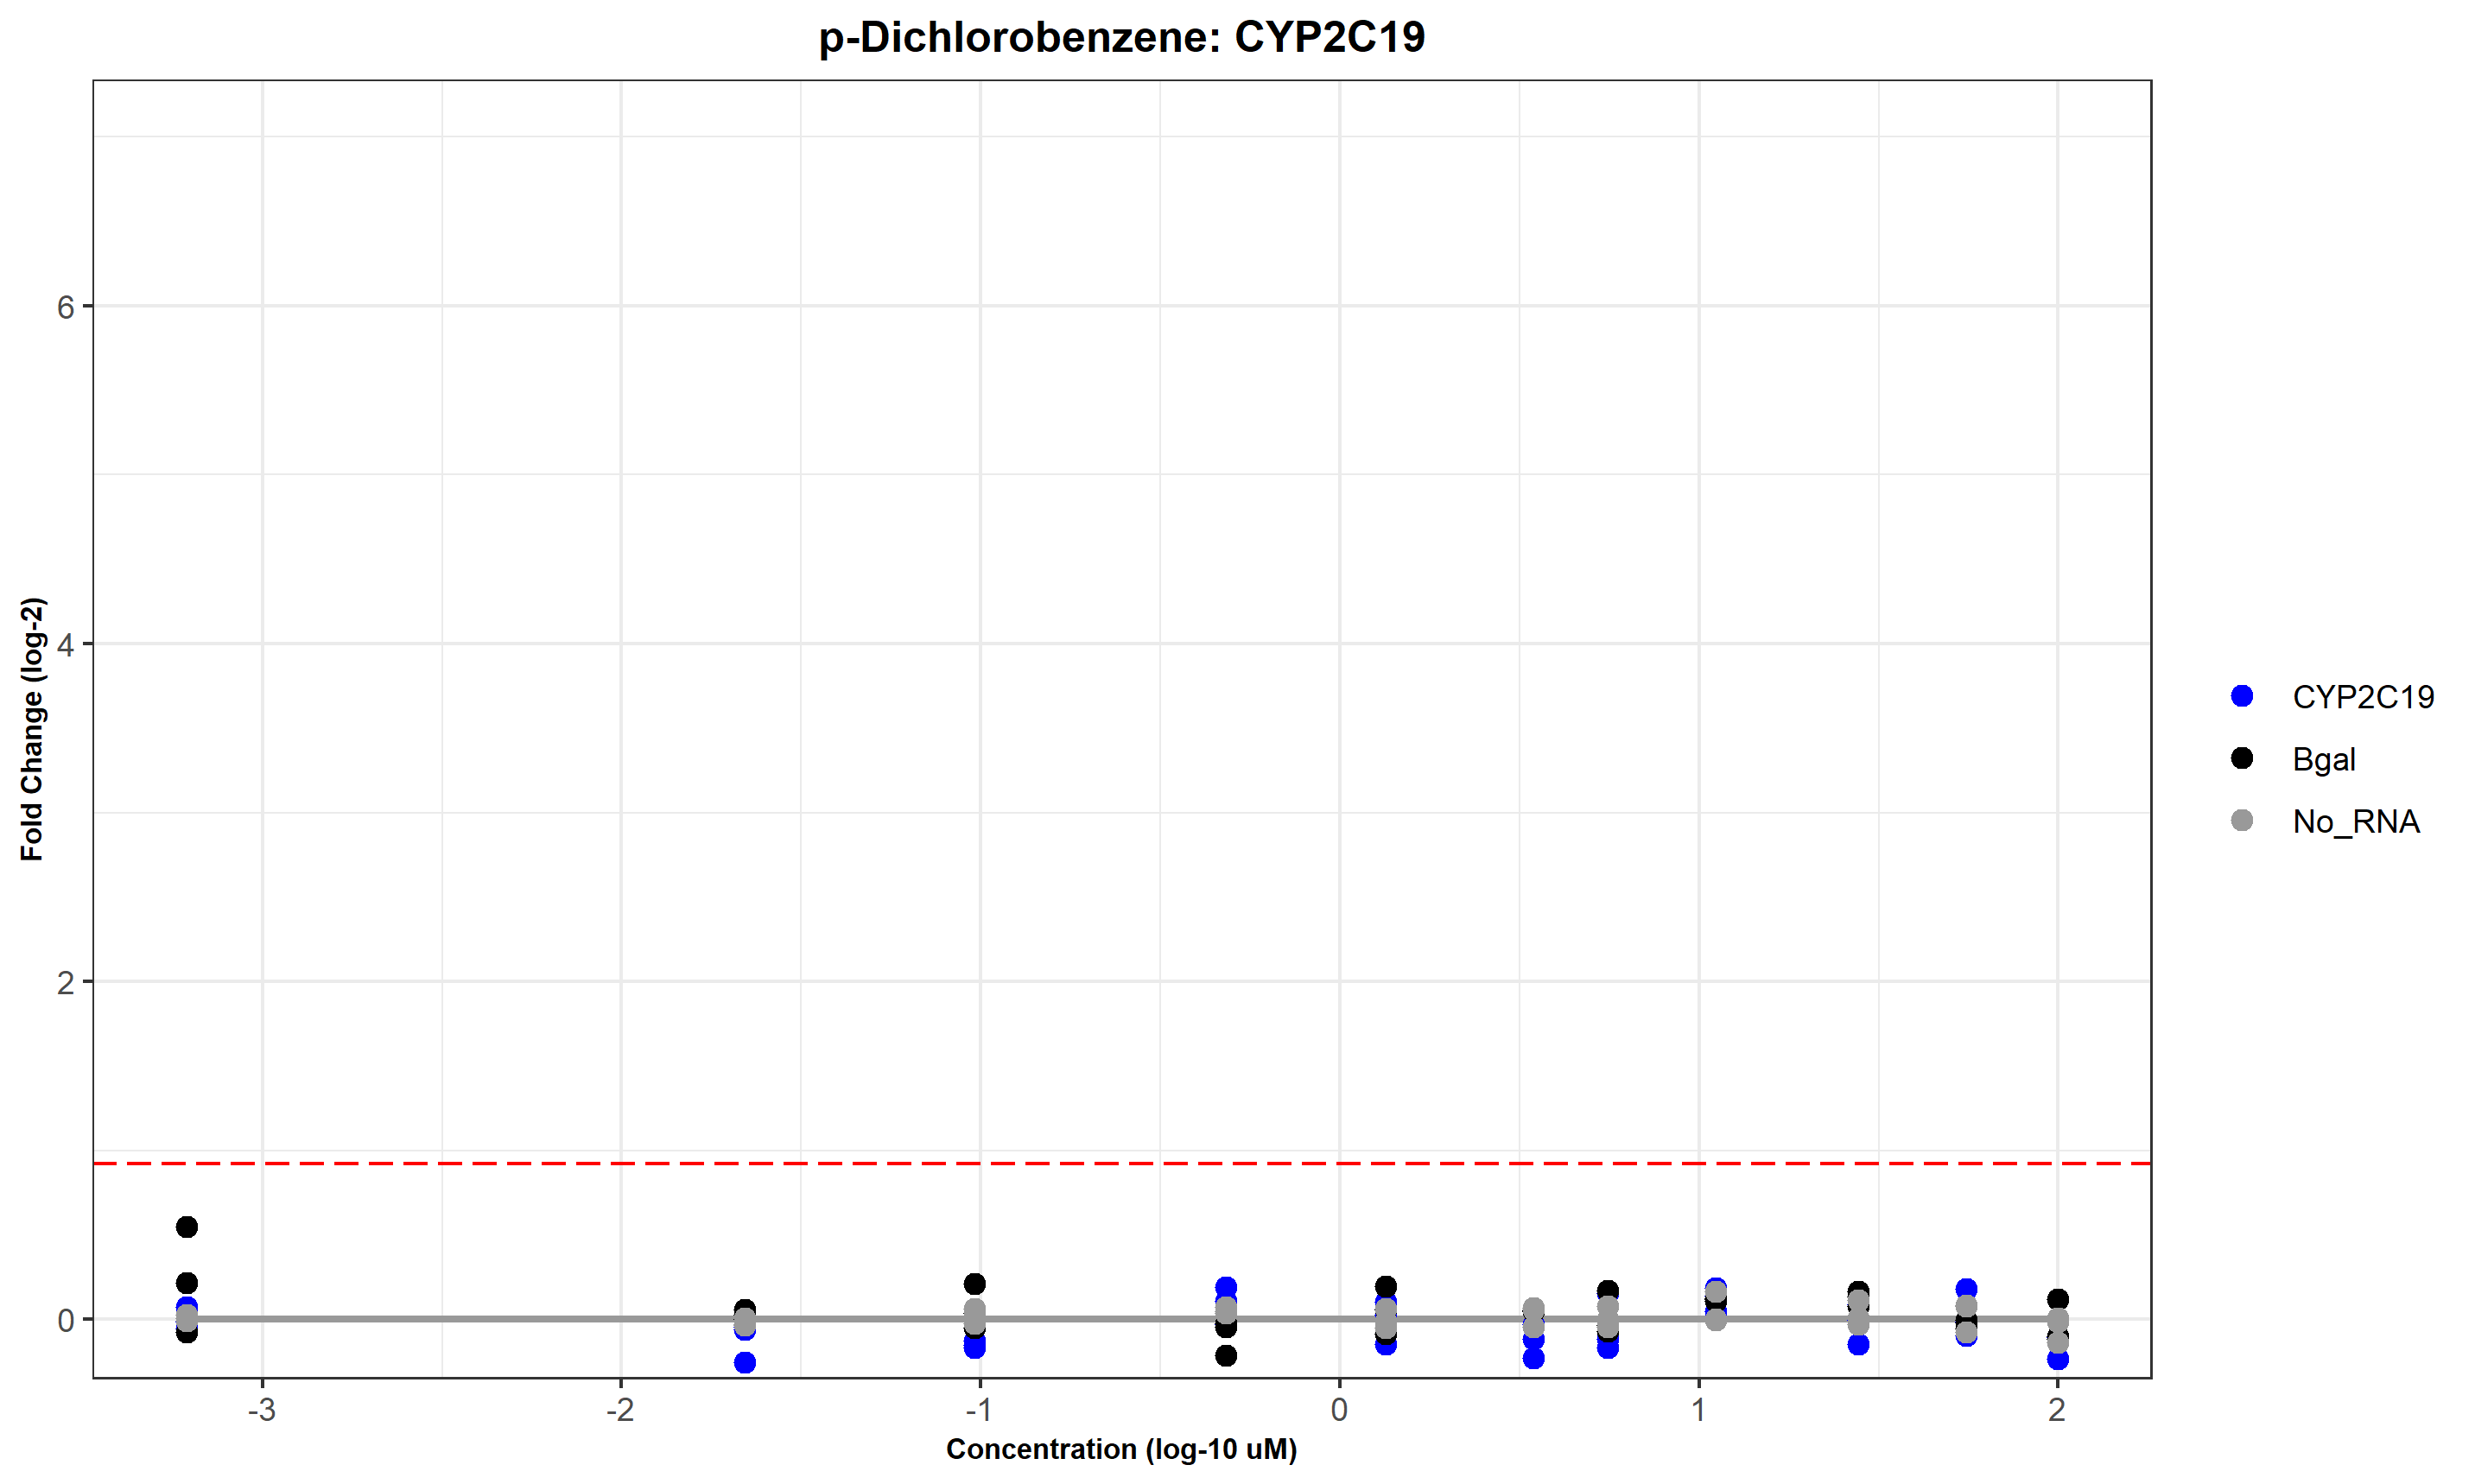 p-Dichlorobenzene: CYP2C19
Fold Change (log-2)
6
4
2
0
-3
-2
-1
0
1
2
Concentration (log-10 uM)
CYP2C19
Bgal
No_RNA